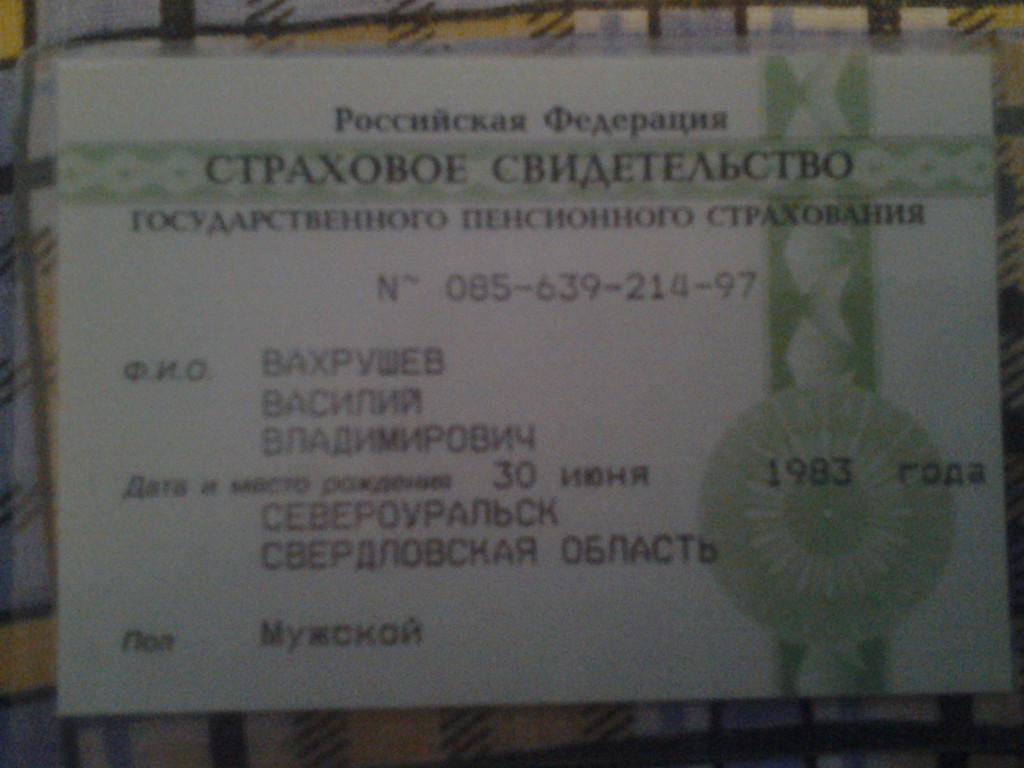 Российская Федерация
СТРАХОВОЕ СВИДЕТЕЛЬСТВО
ГОСУДАРСТВЕННОГО ПЕНСИОННОГО СТРАХОВАНИЯ
N~ 085-639-214-97
Ф.И.О. ВАХРУШЕВ
ВАСИЛИЙ
ВЛАДИМИРОВИЧ
Дата и место рождения 30 июня 1983 года
СЕВЕРОУРАЛЬСК
СВЕРДЛОВСКАЯ ОБЛАСТЬ
Пол Мужской